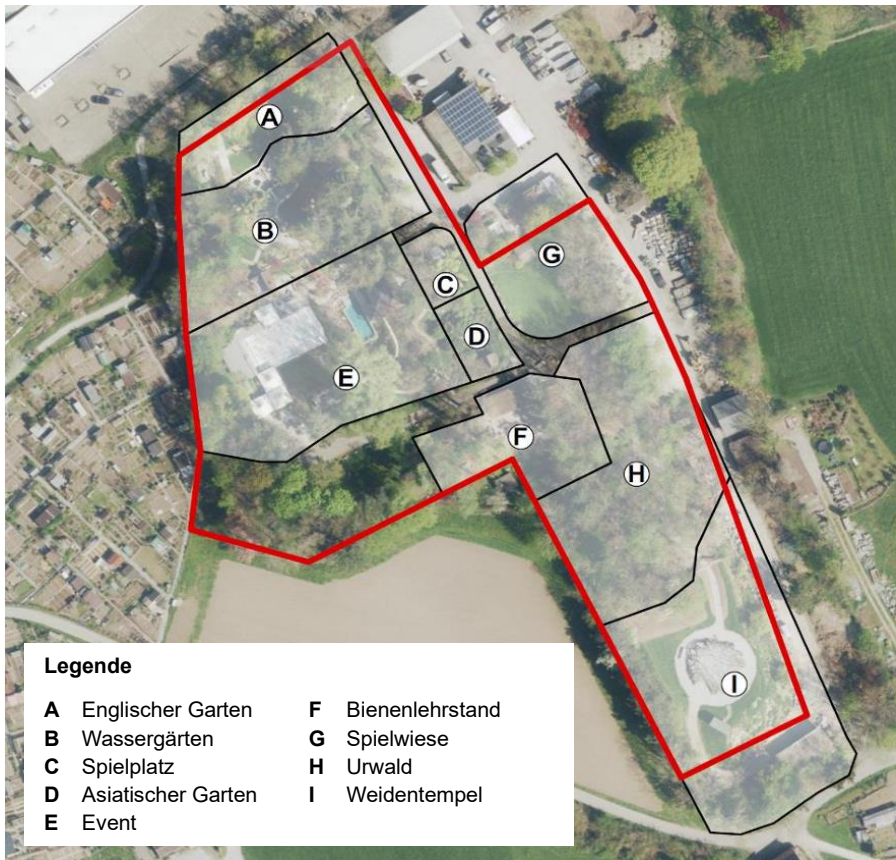 A
B
G
C
D
E
F
H
I
Legende
A Englischer Garten
B Wassergärten
C Spielplatz
D Asiatischer Garten
E Event
F Bienenlehrstand
G Spielwiese
H Urwald
I Weidentempel